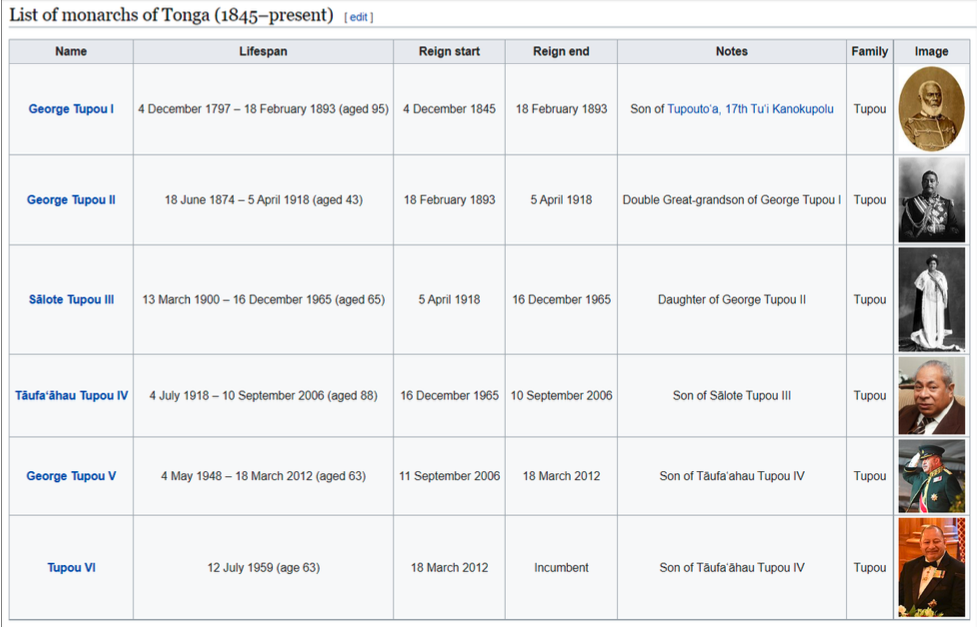 List of monarchs of Tonga (1845–present) [ edit ]
Name Lifespan Reign start Reign end Notes Family Image
George Tupou I 4 December 1797 – 18 February 1893 (aged 95) 4 December 1845 18 February 1893 Son of Tupoutoʻa, 17th Tuʻi Kanokupolu Tupou
George Tupou II 18 June 1874 – 5 April 1918 (aged 43) 18 February 1893 5 April 1918 Double Great-grandson of George Tupou I Tupou
Sālote Tupou III 13 March 1900 – 16 December 1965 (aged 65) 5 April 1918 16 December 1965 Daughter of George Tupou II Tupou
Tāufaʻāhau Tupou IV 4 July 1918 – 10 September 2006 (aged 88) 16 December 1965 10 September 2006 Son of Sālote Tupou III Tupou
George Tupou V 4 May 1948 – 18 March 2012 (aged 63) 11 September 2006 18 March 2012 Son of Tāufaʻahau Tupou IV Tupou
Tupou VI 12 July 1959 (age 63) 18 March 2012 Incumbent Son of Tāufaʻāhau Tupou IV Tupou